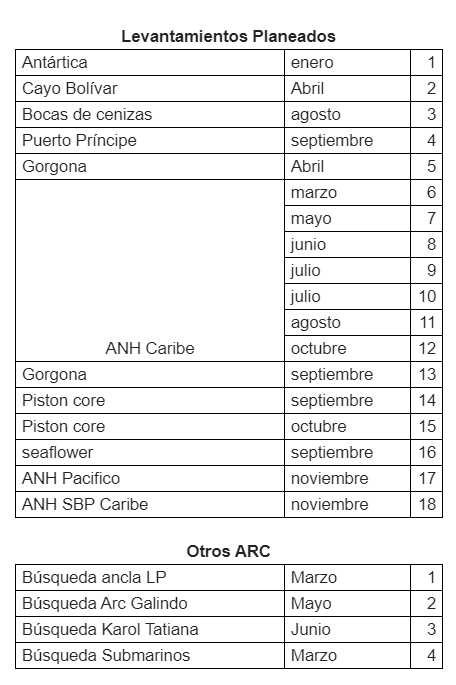 Levantamientos Planeados
Antártica enero 1
Cayo Bolívar Abril 2
Bocas de cenizas agosto 3
Puerto Príncipe septiembre 4
Gorgona Abril 5
marzo 6
mayo 7
junio 8
julio 9
julio 10
agosto 11
ANH Caribe octubre 12
Gorgona septiembre 13
Piston core septiembre 14
Piston core octubre 15
seaflower septiembre 16
ANH Pacifico noviembre 17
ANH SBP Caribe noviembre 18
Otros ARC
Búsqueda ancla LP Marzo 1
Búsqueda Arc Galindo Mayo 2
Búsqueda Karol Tatiana Junio 3
Búsqueda Submarinos Marzo 4